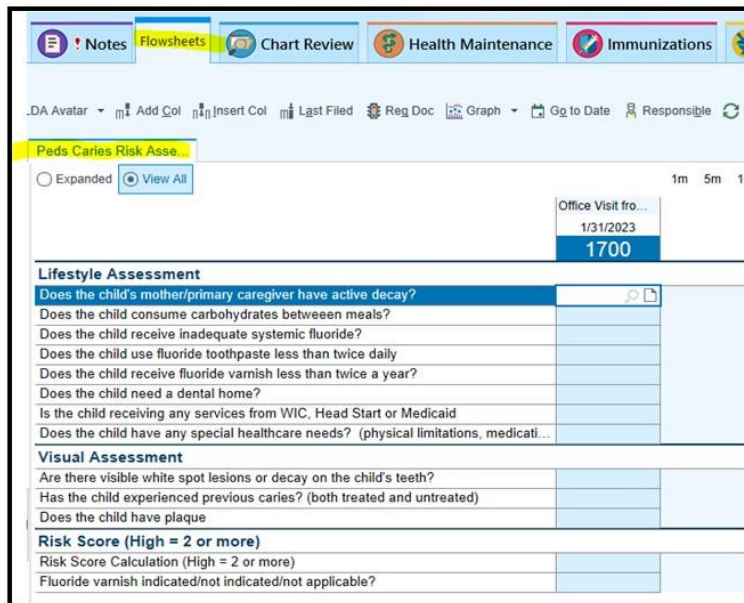 ! Notes Flowsheets Chart Review Health Maintenance Immunizations
LDA Avatar Add Col Insert Col Last Filed Reg Doc Graph Go to Date Responsible
Peds Caries Risk Asse...
Expanded View All 1m 5m 1
Office Visit fro...
1/31/2023
1700
Lifestyle Assessment
Does the child's mother/primary caregiver have active decay?
Does the child consume carbohydrates betweeen meals?
Does the child receive inadequate systemic fluoride?
Does the child use fluoride toothpaste less than twice daily
Does the child receive fluoride varnish less than twice a year?
Does the child need a dental home?
Is the child receiving any services from WIC, Head Start or Medicaid
Does the child have any special healthcare needs? (physical limitations, medicati...
Visual Assessment
Are there visible white spot lesions or decay on the child's teeth?
Has the child experienced previous caries? (both treated and untreated)
Does the child have plaque
Risk Score (High = 2 or more)
Risk Score Calculation (High = 2 or more)
Fluoride varnish indicated/not indicated/not applicable?